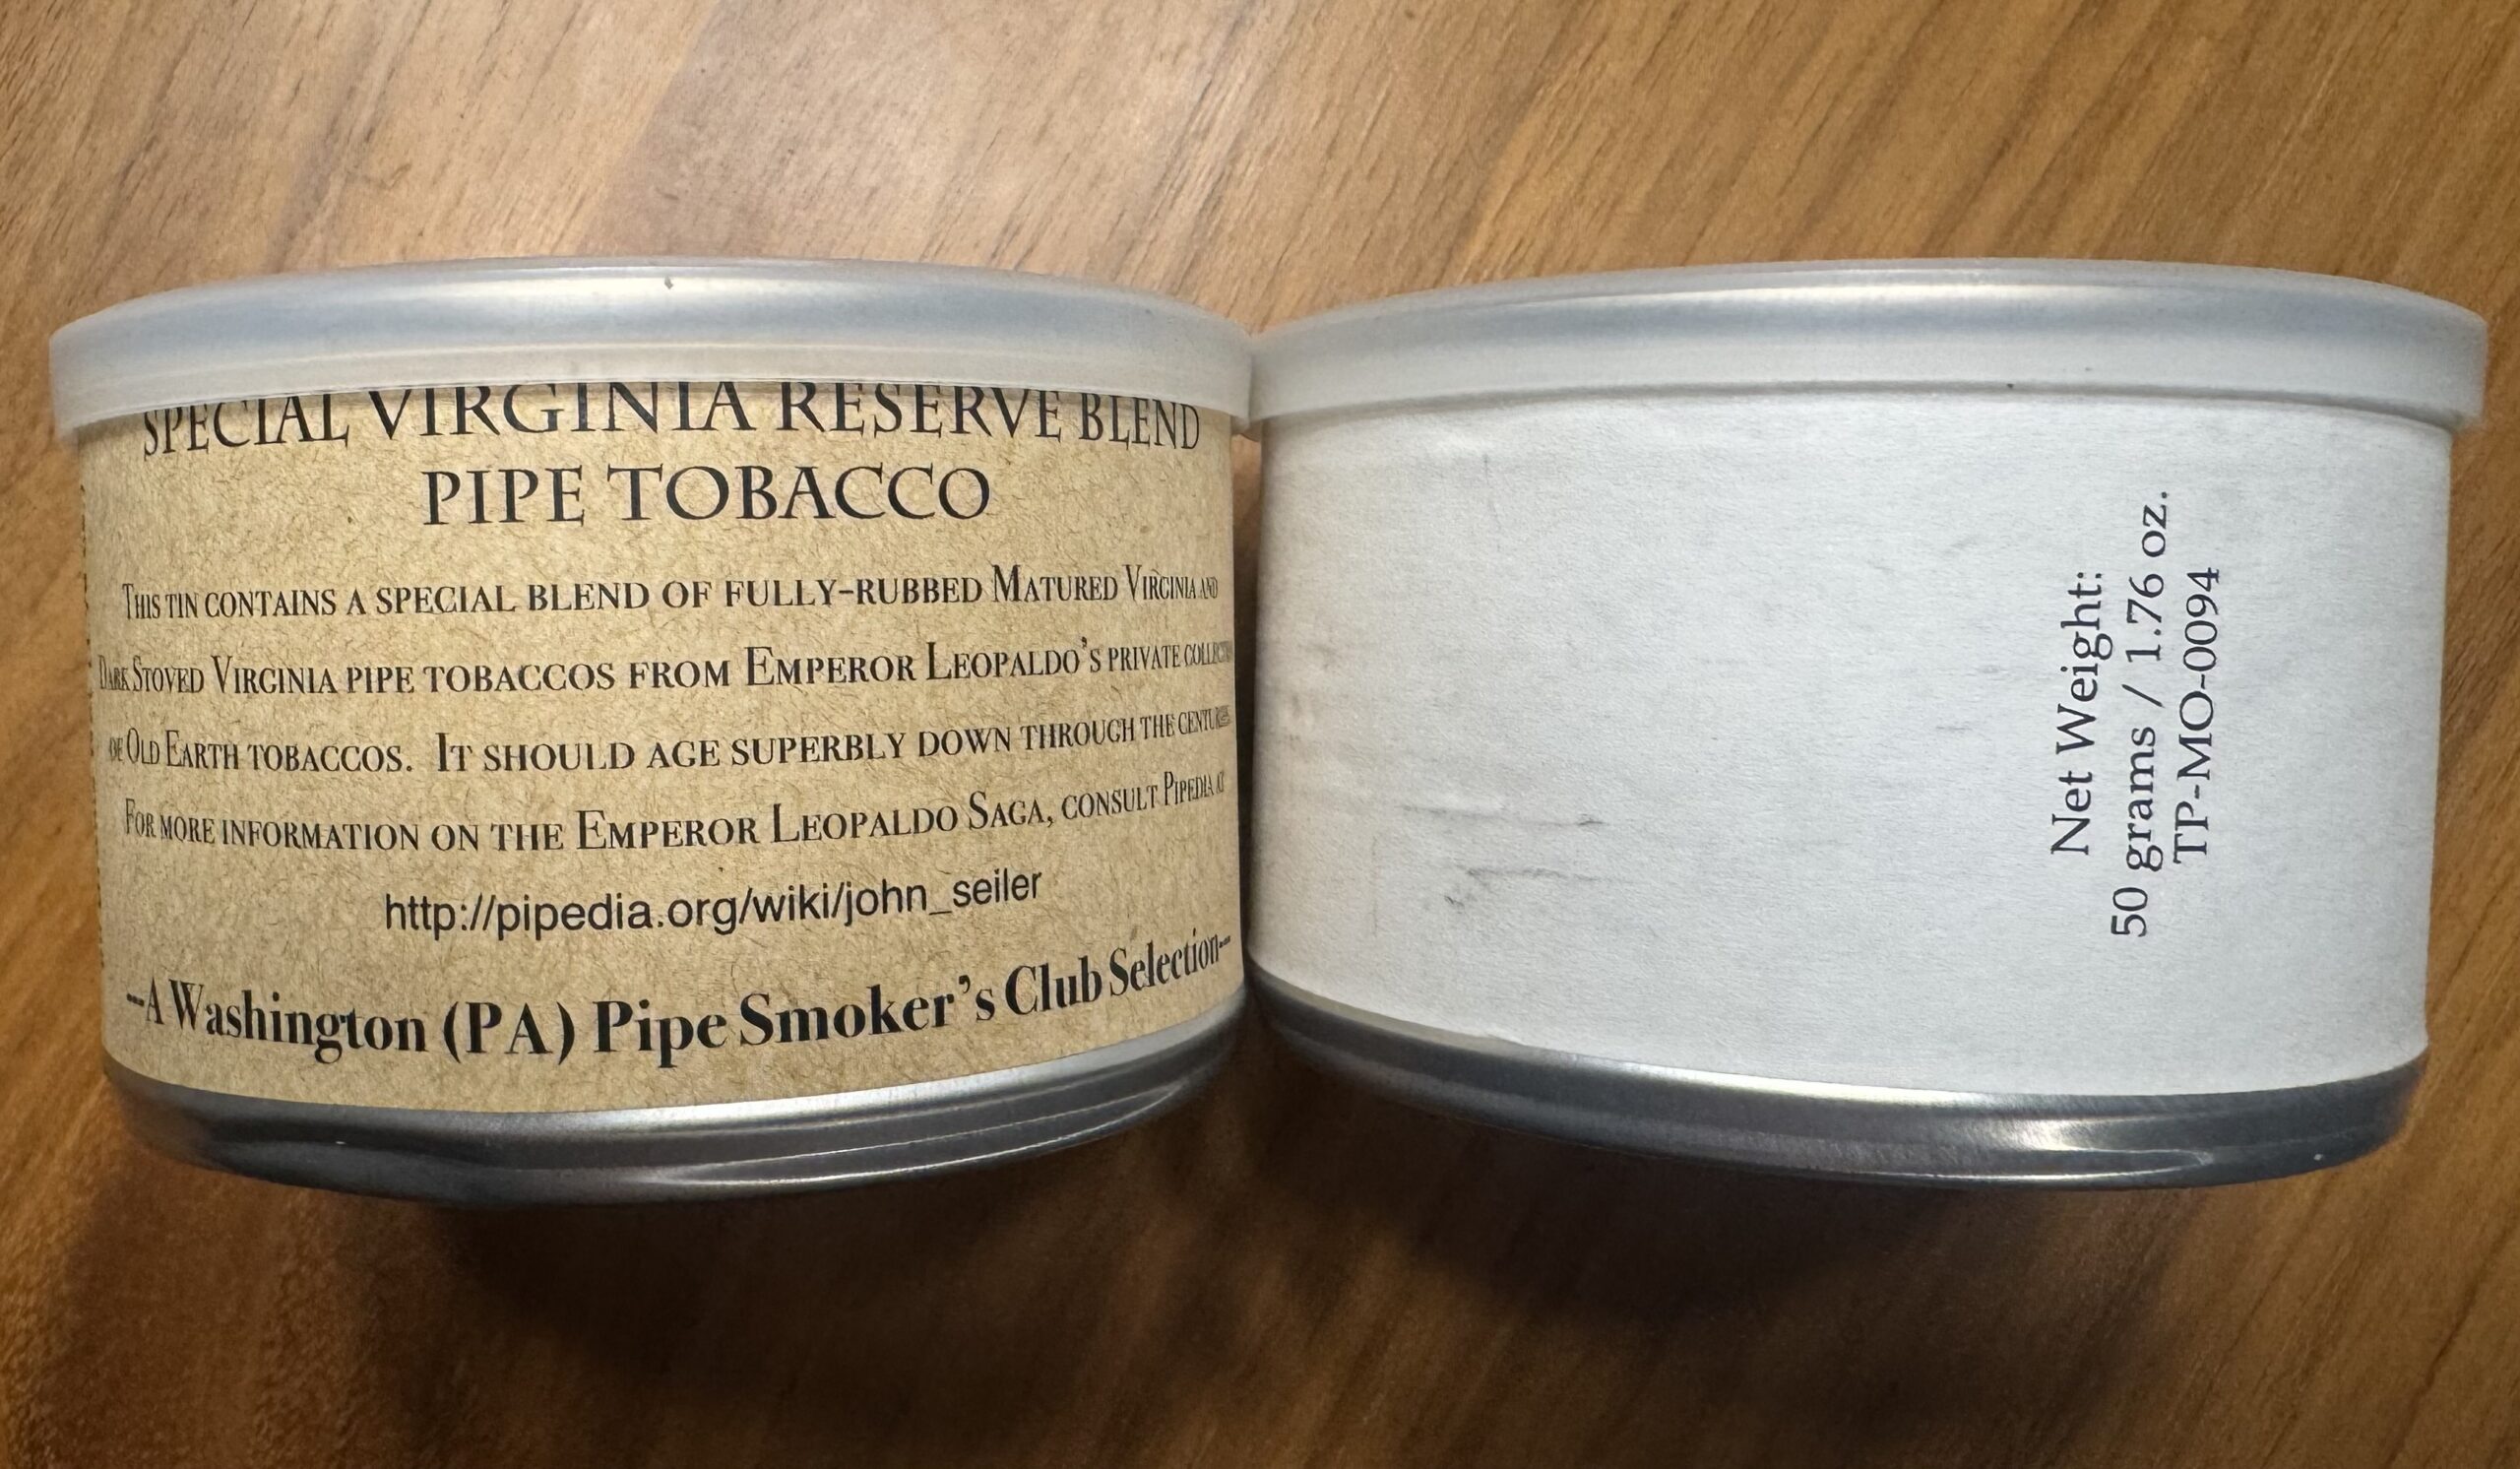 SPECIAL VIRGINIA RESERVE BLEND
PIPE TOBACCO
THIS TIN CONTAINS A SPECIAL BLEND OF FULLY-RUBBED MATURED VIRGINIA AND
DARK STOVED VIRGINIA PIPE TOBACCOS FROM EMPEROR LEOPALDO'S PRIVATE
OF OLD EARTH TOBACCOS. IT SHOULD AGE SUPERBLY DOWN THROUGH THE
FOR MORE INFORMATION ON THE EMPEROR LEOPALDO SAGA, CONSULT PIPEDIA AT
http://pipedia.org/wiki/john_seiler
--A Washington (PA) Pipe Smoker's Club Selection--
Net Weight:
50 grams / 1.76 oz.
TP-MO-0094